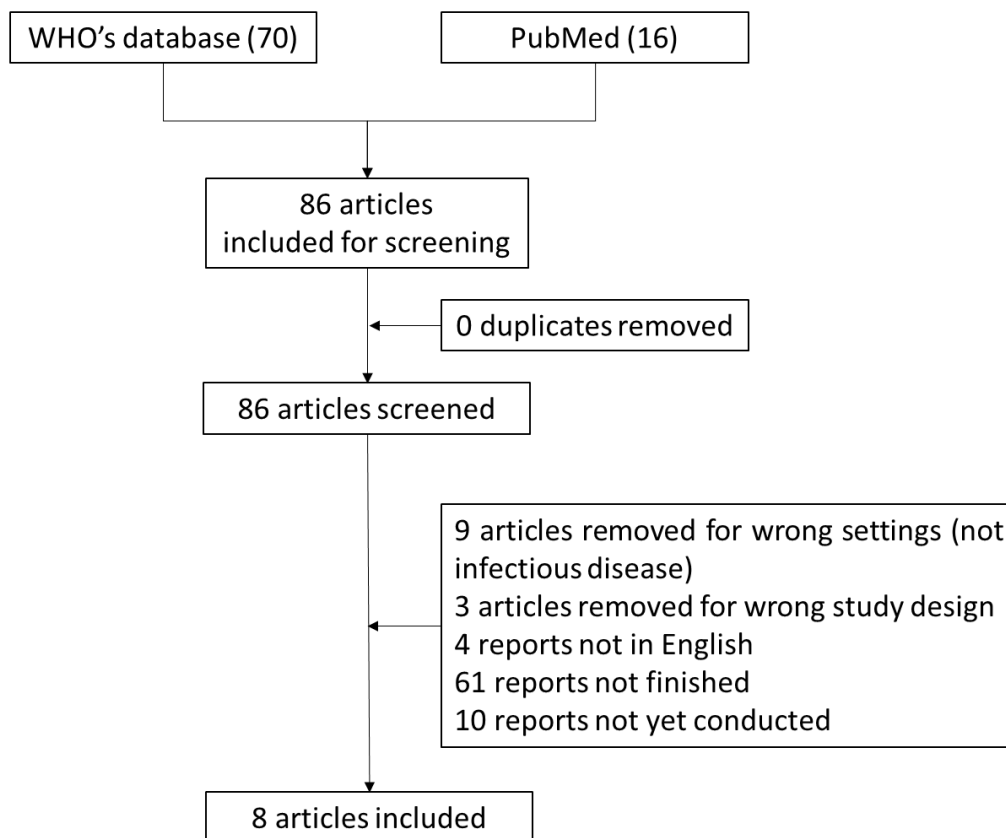 WHO’s database (70)
PubMed (16)
86 articles
included for screening
0 duplicates removed
86 articles screened
9 articles removed for wrong settings (not
infectious disease)
3 articles removed for wrong study design
4 reports not in English
61 reports not finished
10 reports not yet conducted
8 articles included